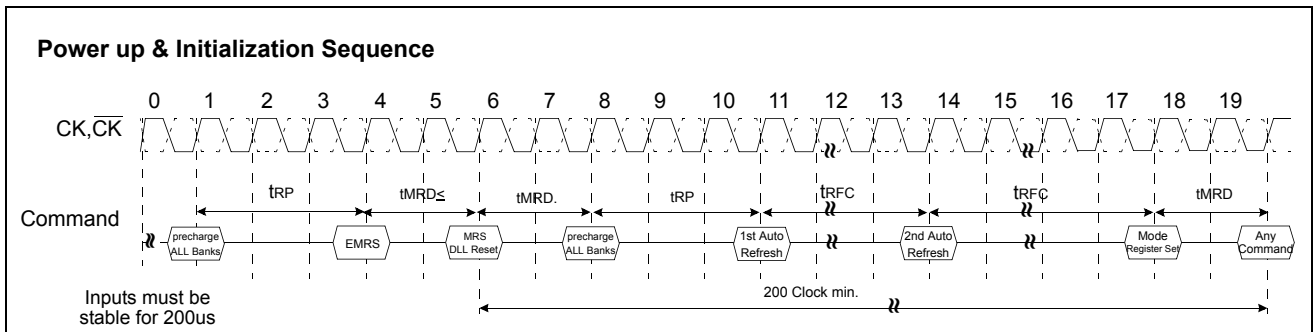 Power up & Initialization Sequence
0 1 2 3 4 5 6 7 8 9 10 11 12 13 14 15 16 17 18 19
CK,CK
tRP tMRD≤ tMRD. tRP tRFC tRFC tMRD
Command
precharge
ALL Banks
EMRS
MRS
DLL Reset
precharge
ALL Banks
1st Auto
Refresh
2nd Auto
Refresh
Mode
Register Set
Any
Command
200 Clock min.
Inputs must be
stable for 200us